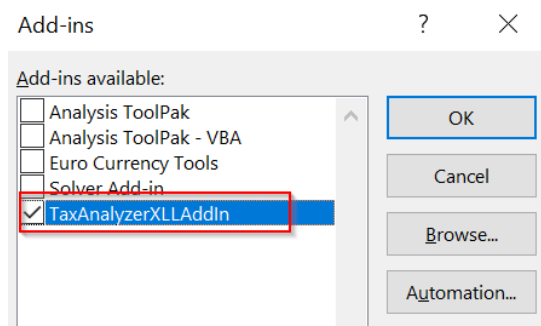 Add-ins
?
Add-ins available:
Analysis ToolPak
Analysis ToolPak - VBA
Euro Currency Tools
Solver Add-in
TaxAnalyzerXLLAddIn
OK
Cancel
Browse...
Automation...